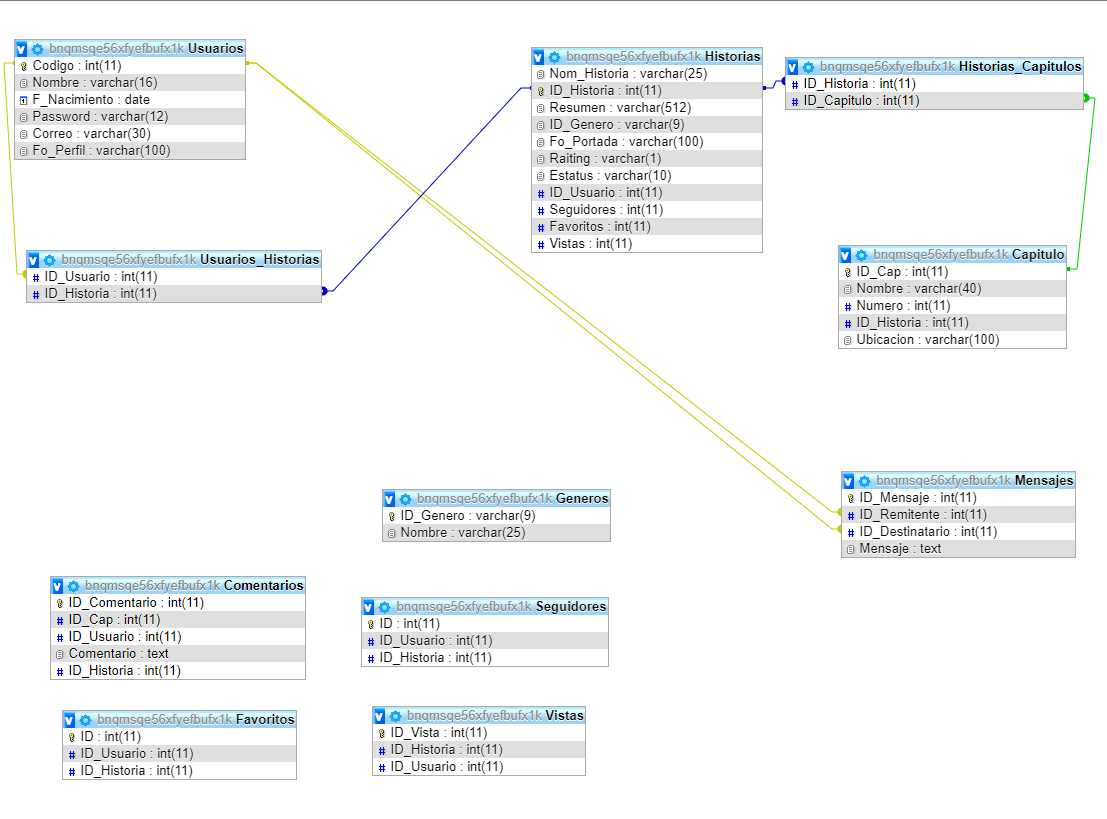 bnqmsqe56xfyefbufx1k Usuarios
Codigo : int(11)
Nombre : varchar(16)
F_Nacimiento : date
Password : varchar(12)
Correo : varchar(30)
Fo_Perfil : varchar(100)
bnqmsqe56xfyefbufx1k Historias
Nom_Historia : varchar(25)
ID_Historia : int(11)
Resumen : varchar(512)
ID_Genero : varchar(9)
Fo_Portada : varchar(100)
Raiting : varchar(1)
Estatus : varchar(10)
ID_Usuario : int(11)
Seguidores : int(11)
Favoritos : int(11)
Vistas : int(11)
bnqmsqe56xfyefbufx1k Historias_Capitulos
ID_Historia : int(11)
ID_Capitulo : int(11)
bnqmsqe56xfyefbufx1k Usuarios_Historias
ID_Usuario : int(11)
ID_Historia : int(11)
bnqmsqe56xfyefbufx1k Capitulo
ID_Cap : int(11)
Nombre : varchar(40)
Numero : int(11)
ID_Historia : int(11)
Ubicacion : varchar(100)
bnqmsqe56xfyefbufx1k Mensajes
ID_Mensaje : int(11)
ID_Remitente : int(11)
ID_Destinatario : int(11)
Mensaje : text
bnqmsqe56xfyefbufx1k Generos
ID_Genero : varchar(9)
Nombre : varchar(25)
bnqmsqe56xfyefbufx1k Comentarios
ID_Comentario : int(11)
ID_Cap : int(11)
ID_Usuario : int(11)
Comentario : text
ID_Historia : int(11)
bnqmsqe56xfyefbufx1k Seguidores
ID : int(11)
ID_Usuario : int(11)
ID_Historia : int(11)
bnqmsqe56xfyefbufx1k Favoritos
ID : int(11)
ID_Usuario : int(11)
ID_Historia : int(11)
bnqmsqe56xfyefbufx1k Vistas
ID_Vista : int(11)
ID_Historia : int(11)
ID_Usuario : int(11)